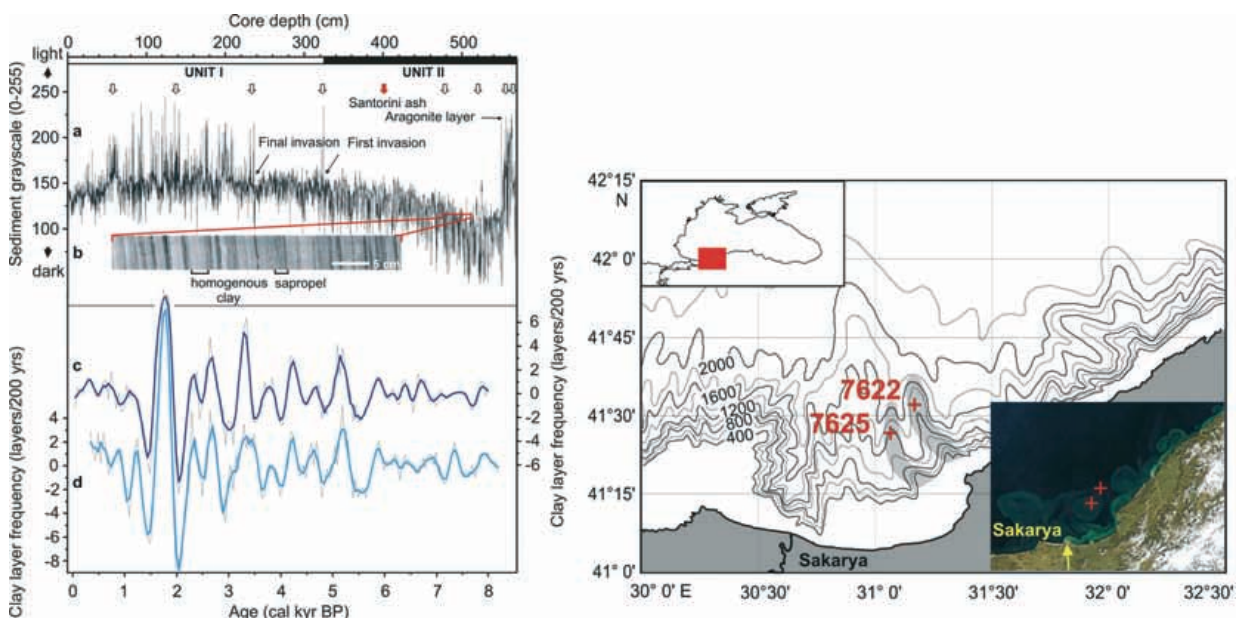 Core depth (cm)
0 100 200 300 400 500
light
UNIT I UNIT II
Sediment grayscale (0-255)
250
200
150
100
dark
Santorini ash
Aragonite layer
a
Final invasion First invasion
b
5 cm
homogenous sapropel
clay
Clay layer frequency (layers/200 yrs)
c
6
4
2
0
-2
-4
-6
Clay layer frequency (layers/200 yrs)
4
2
0
-2
-4
-6
-8
d
0 1 2 3 4 5 6 7 8
Age (cal kyr BP)
42°15'
N
42° 0'
41°45'
41°30'
41°15'
41° 0'
2000
1600
1200
800
400
7622
7625
Sakarya
Sakarya
30° 0' E 30°30' 31° 0' 31°30' 32° 0' 32°30'